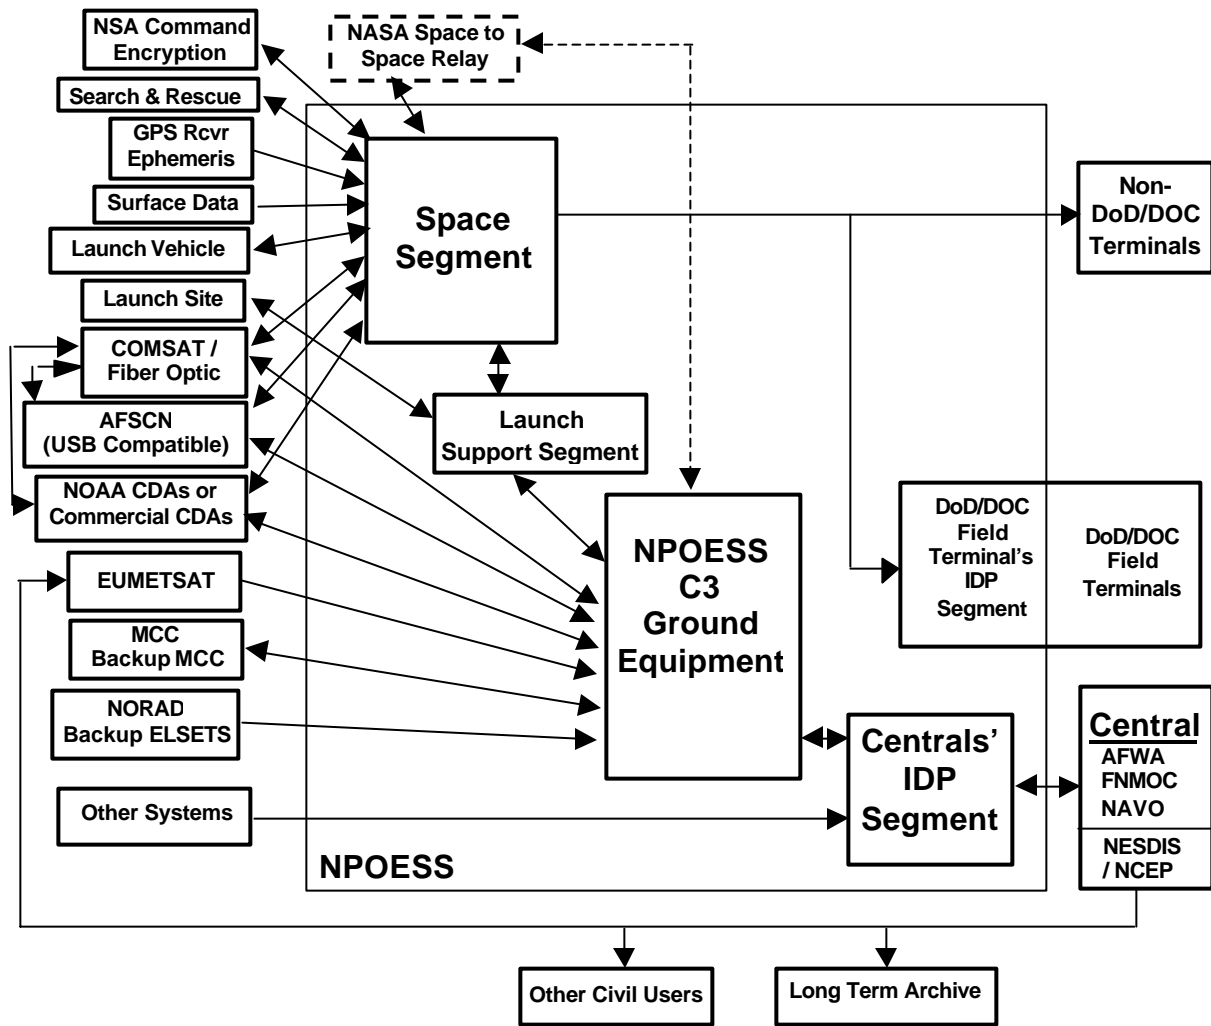 NSA Command
Encryption
NASA Space to
Space Relay
Search & Rescue
GPS Rcvr
Ephemeris
Surface Data
Launch Vehicle
Launch Site
COMSAT /
Fiber Optic
AFSCN
(USB Compatible)
NOAA CDAs or
Commercial CDAs
EUMETSAT
MCC
Backup MCC
NORAD
Backup ELSETS
Other Systems
Space
Segment
Launch
Support Segment
NPOESS
C3
Ground
Equipment
Centrals’
IDP
Segment
NPOESS
Non-
DoD/DOC
Terminals
DoD/DOC
Field
Terminal’s
IDP
Segment
DoD/DOC
Field
Terminals
Central
AFWA
FNMOC
NAVO
NESDIS
/ NCEP
Other Civil Users
Long Term Archive